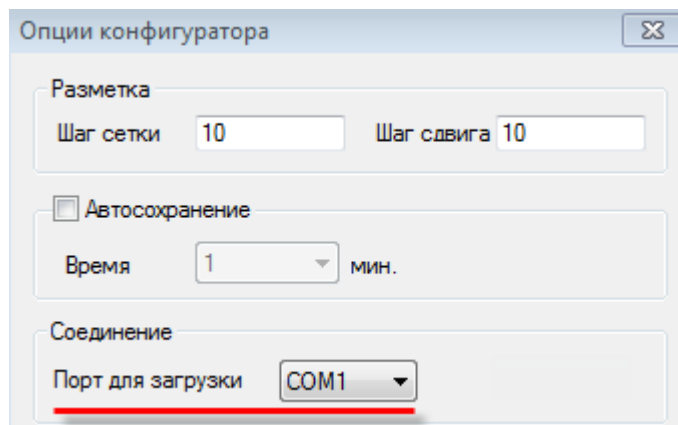 Опции конфигуратора
Разметка
Шаг сетки 10 Шаг сдвига 10
Автосохранение
Время 1 мин.
Соединение
Порт для загрузки COM1